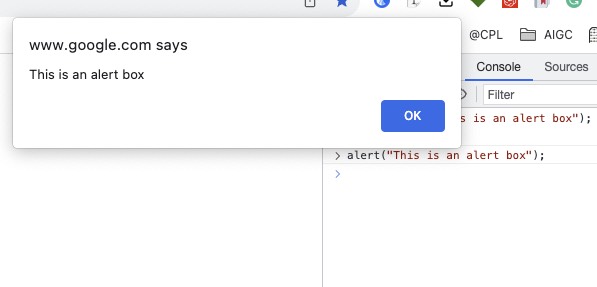 www.google.com says
This is an alert box
OK
@CPL AIGC
Console Sources
Filter
s is an alert box");
> alert("This is an alert box");
>